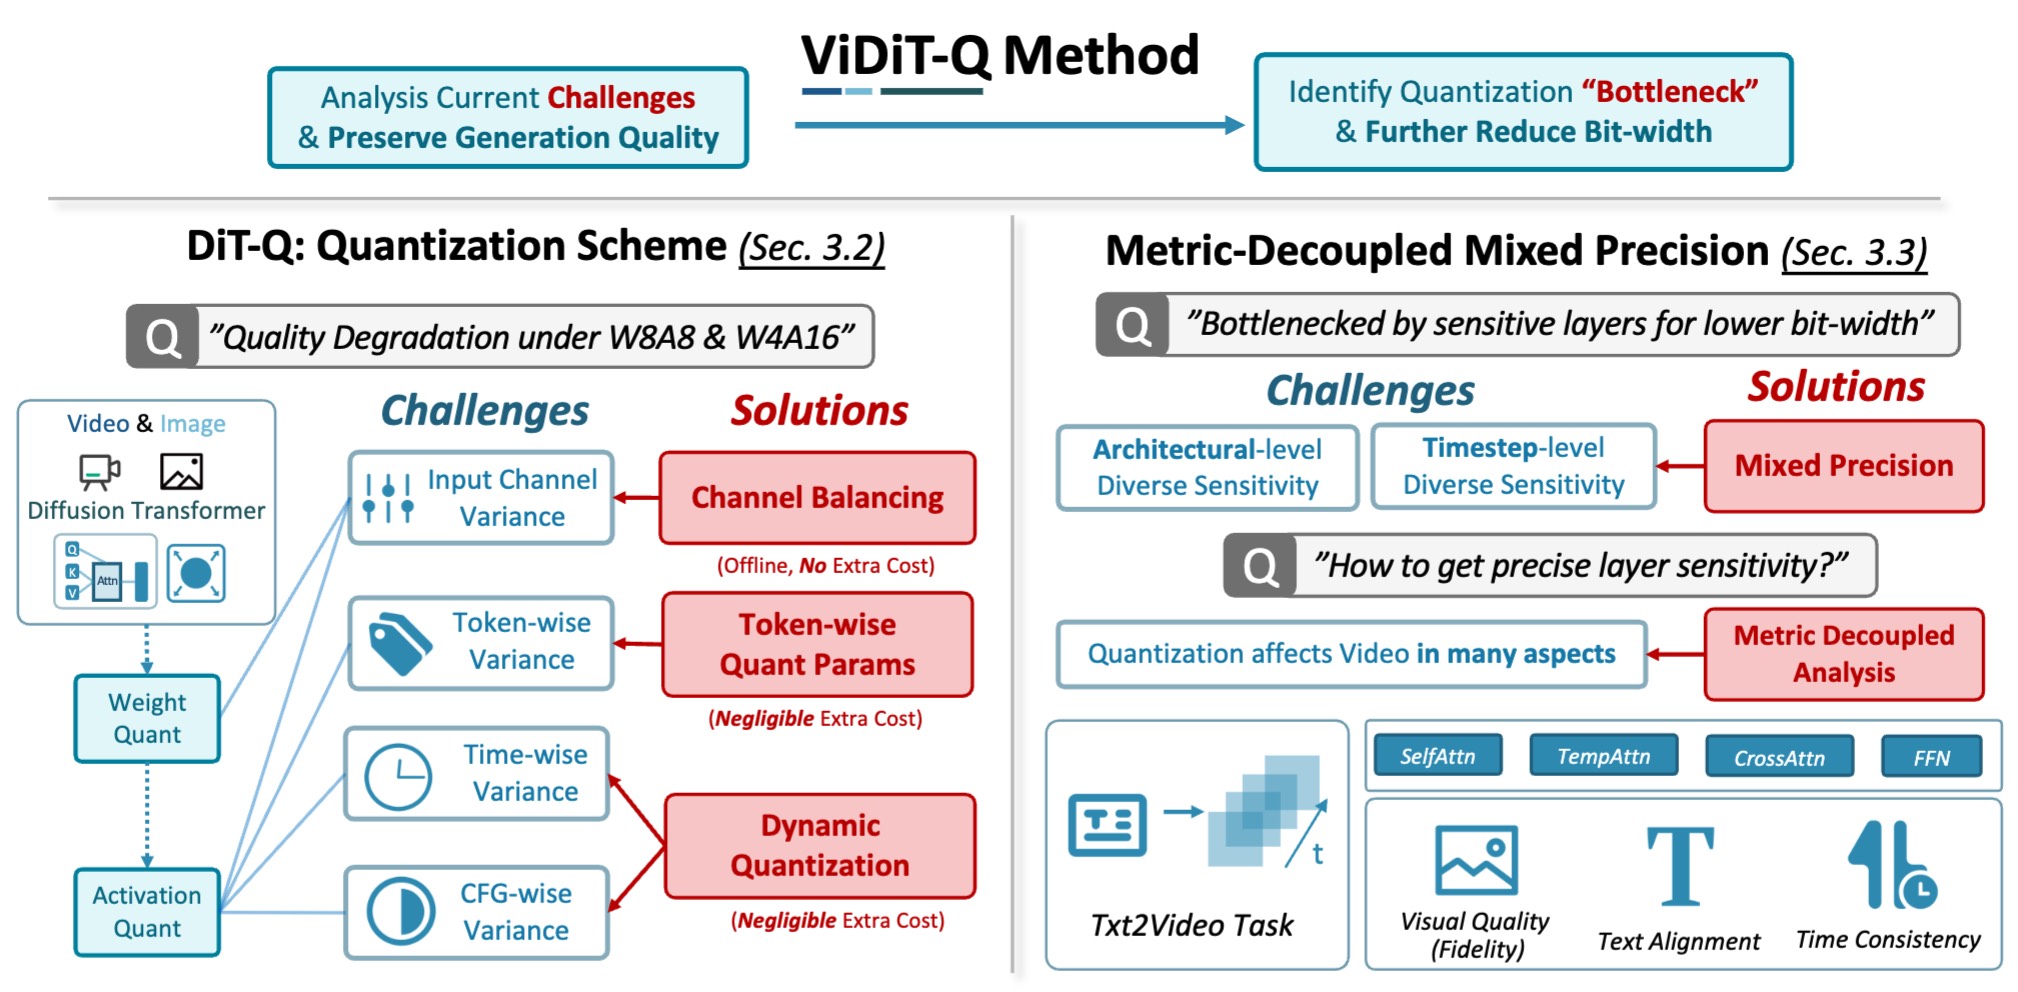 ViDiT-Q Method
Analysis Current Challenges
& Preserve Generation Quality
Identify Quantization “Bottleneck”
& Further Reduce Bit-width
DiT-Q: Quantization Scheme (Sec. 3.2)
Q
”Quality Degradation under W8A8 & W4A16”
Video & Image
Diffusion Transformer
Q
K
V
Attn
Weight
Quant
Activation
Quant
Challenges
Solutions
Input Channel
Variance
Channel Balancing
(Offline, No Extra Cost)
Token-wise
Variance
Token-wise
Quant Params
(Negligible Extra Cost)
Time-wise
Variance
CFG-wise
Variance
Dynamic
Quantization
(Negligible Extra Cost)
Metric-Decoupled Mixed Precision (Sec. 3.3)
Q
”Bottlenecked by sensitive layers for lower bit-width”
Challenges
Solutions
Architectural-level
Diverse Sensitivity
Timestep-level
Diverse Sensitivity
Mixed Precision
Q
”How to get precise layer sensitivity?”
Quantization affects Video in many aspects
Metric Decoupled
Analysis
T
t
Txt2Video Task
SelfAttn
TempAttn
CrossAttn
FFN
Visual Quality
(Fidelity)
T
Text Alignment
Time Consistency